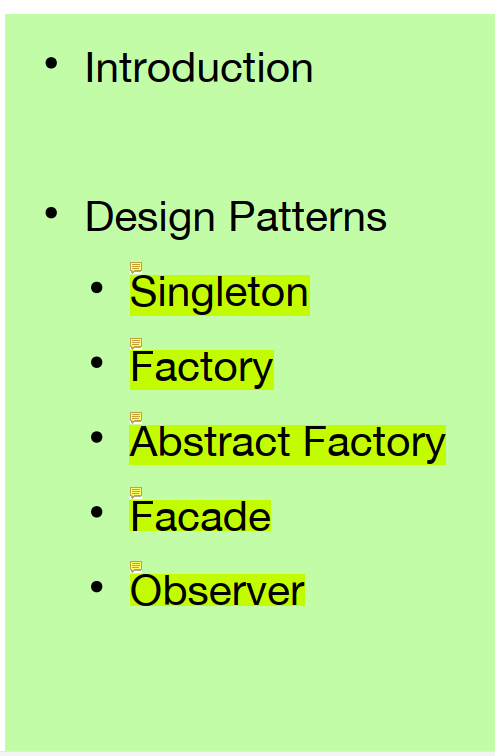 • Introduction
• Design Patterns
• Singleton
• Factory
• Abstract Factory
• Facade
• Observer